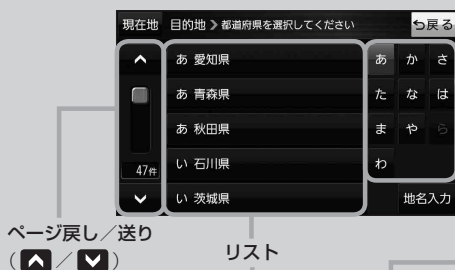 現在地 目的地 》都道府県を選択してください 戻る
あ 愛知県
あ 青森県
あ 秋田県
い 石川県
い 茨城県
47件
あ か さ
た な は
ま や ら
わ
地名入力
ページ戻し／送り
（／）
リスト